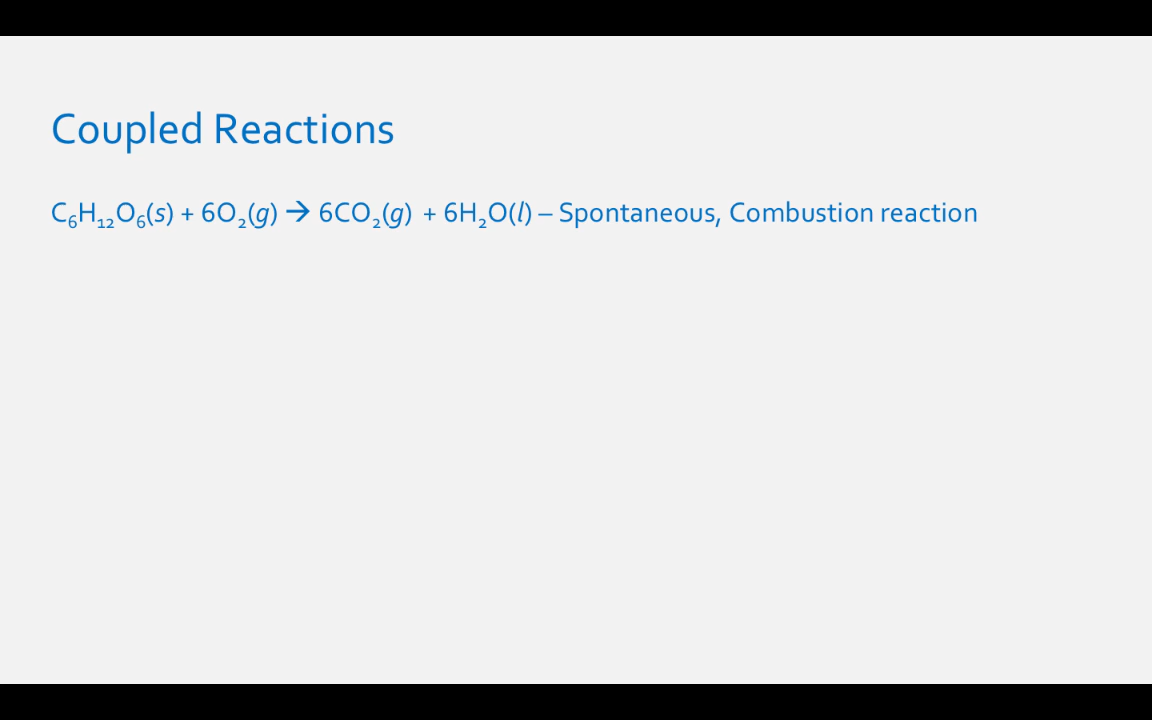 Coupled Reactions
C₆H₁₂O₆(s) + 6O₂(g) → 6CO₂(g) + 6H₂O(l) – Spontaneous, Combustion reaction